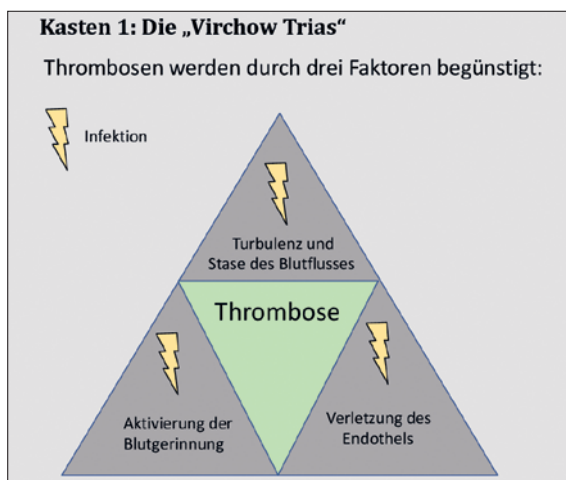 Kasten 1: Die „Virchow Trias“
Thrombosen werden durch drei Faktoren begünstigt:
Infektion
Turbulenz und
Stase des Blutflusses
Thrombose
Aktivierung der
Blutgerinnung
Verletzung des
Endothels